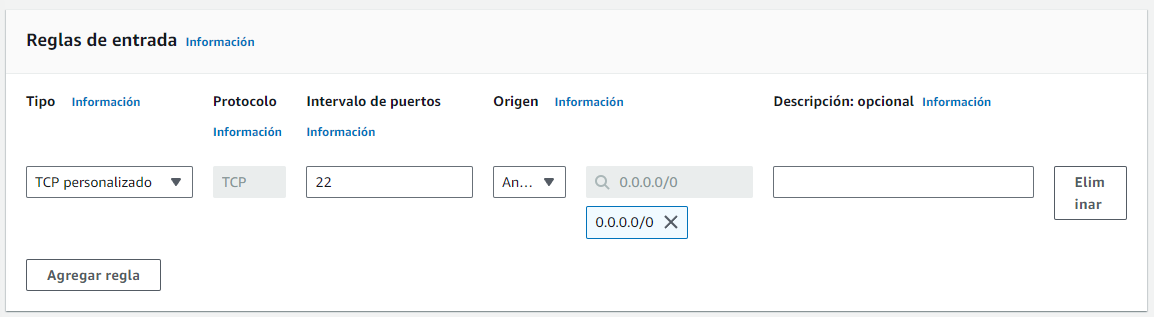 Reglas de entrada Información
Tipo Información Protocolo Intervalo de puertos Origen Información Descripción: opcional Información
Información Información
TCP personalizado TCP 22 An... 0.0.0.0/0 Elim
inar
0.0.0.0/0
Agregar regla